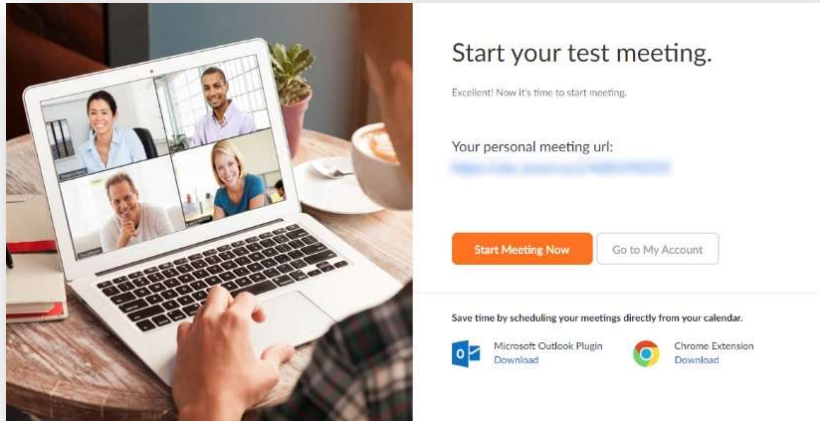 Start your test meeting.
Excellent! Now it's time to start meeting.
Your personal meeting url:
Start Meeting Now
Go to My Account
Save time by scheduling your meetings directly from your calendar.
Microsoft Outlook Plugin
Download
Chrome Extension
Download